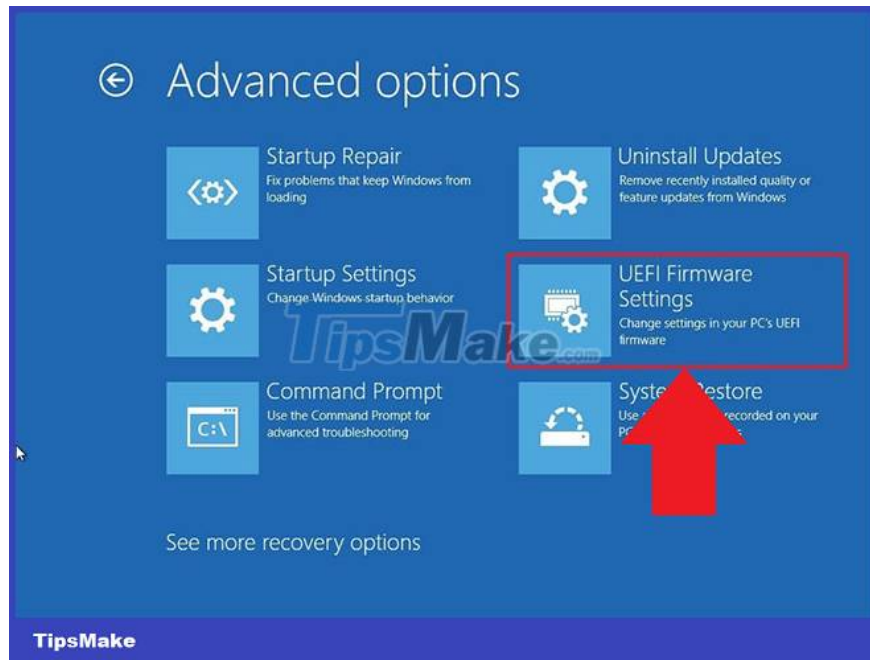 Advanced options
Startup Repair
Fix problems that keep Windows from
loading
Uninstall Updates
Remove recently installed quality or
feature updates from Windows
Startup Settings
Change Windows startup behavior
UEFI Firmware
Settings
Change settings in your PC's UEFI
firmware
TipsMake.com
Command Prompt
Use the Command Prompt for
advanced troubleshooting
C:\
System Restore
Use recorded on your
TipsMake
See more recovery options